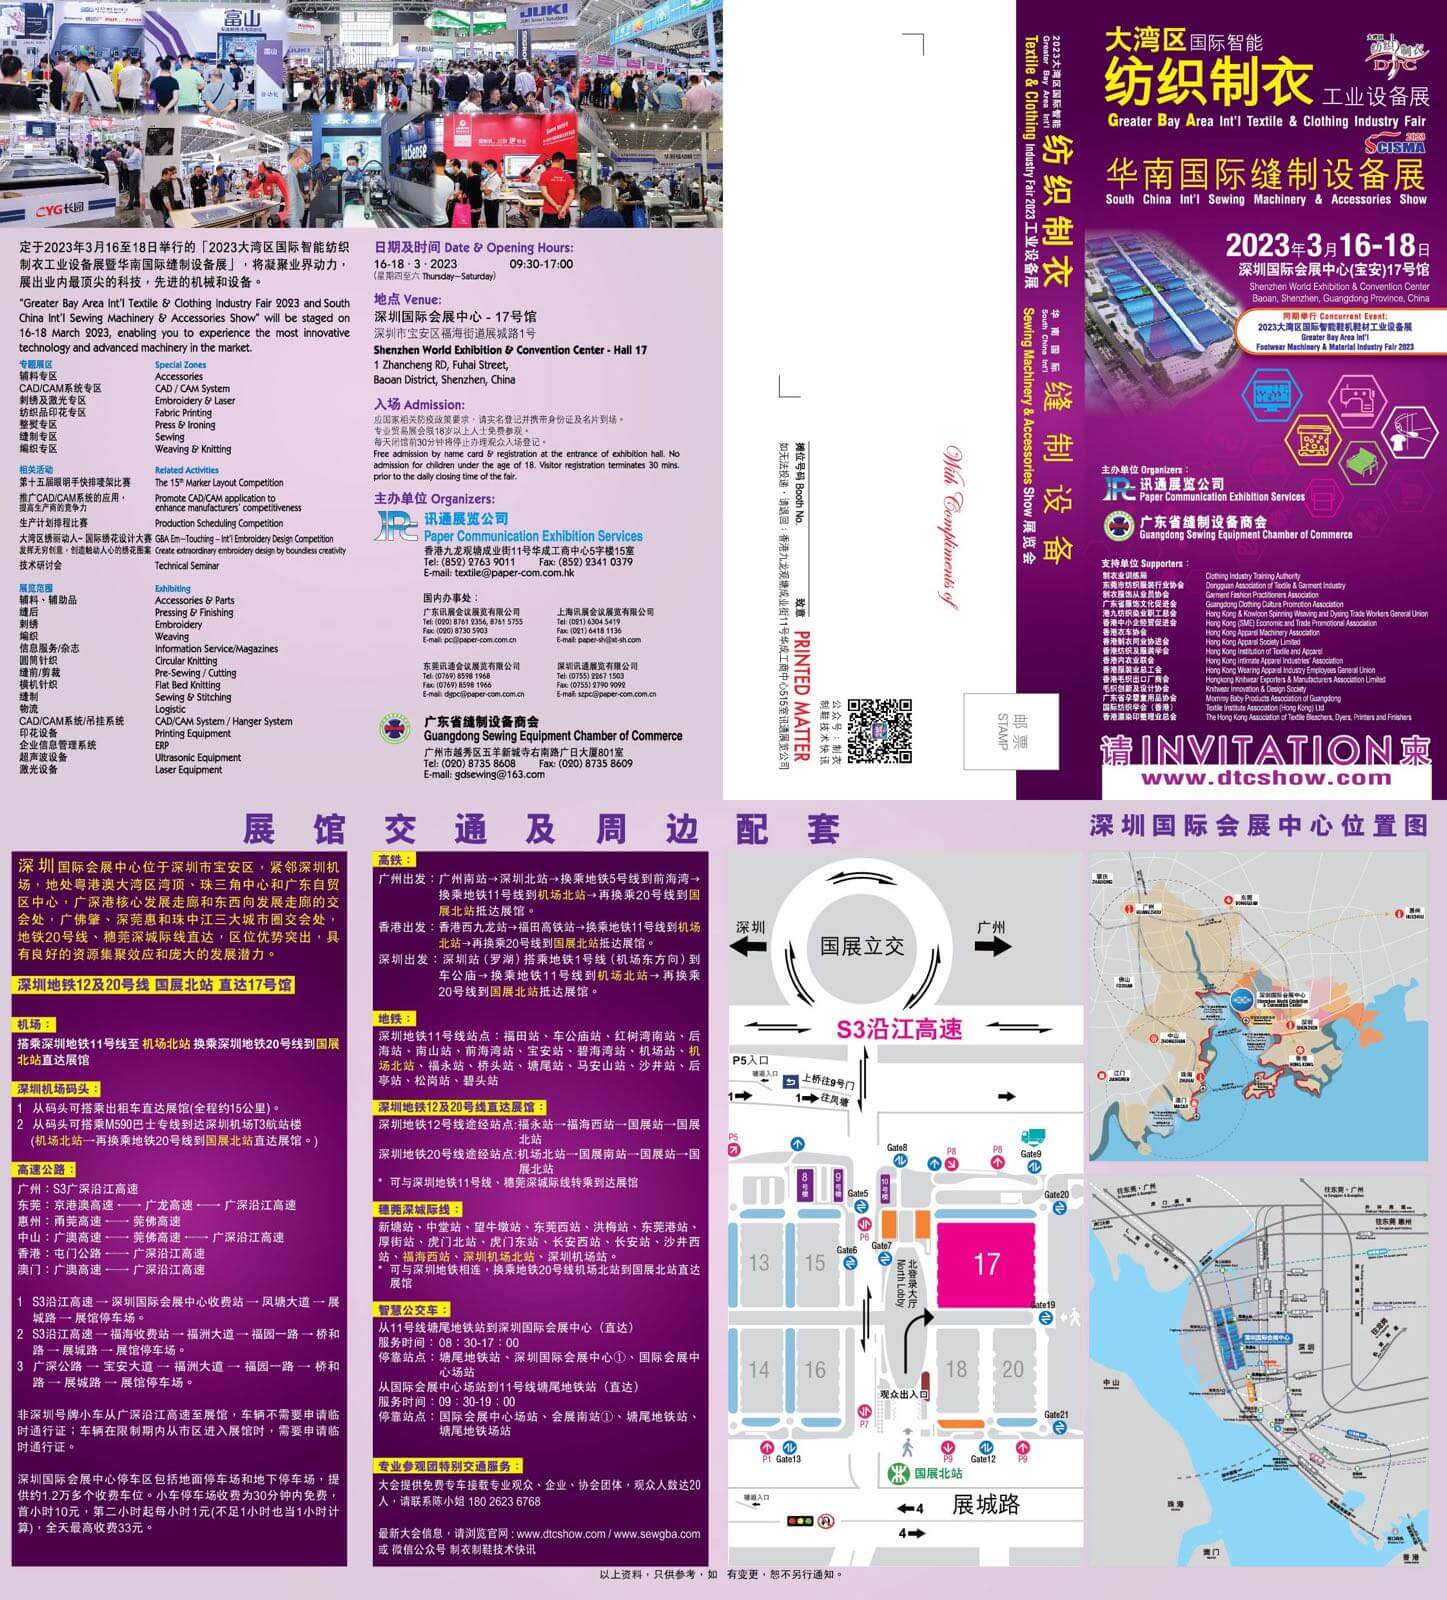 富山
JUKI
JUKI Smart Solutions
JACK
LintSense
CYG 长园
定于2023年3月16至18日举行的「2023大湾区国际智能纺织
制衣工业设备展暨华南国际缝制设备展」，将凝聚业界动力，
展出业内最顶尖的科技，先进的机械和设备。
"Greater Bay Area Int'l Textile & Clothing Industry Fair 2023 and South
China Int'l Sewing Machinery & Accessories Show" will be staged on
16-18 March 2023, enabling you to experience the most innovative
technology and advanced machinery in the market.
专题展区 Special Zones
辅料专区 Accessories
CAD/CAM系统专区 CAD / CAM System
刺绣及激光专区 Embroidery & Laser
纺织品印花专区 Fabric Printing
整熨专区 Press & Ironing
缝制专区 Sewing
编织专区 Weaving & Knitting
相关活动 Related Activities
第十五届眼明手快排唛架比赛 The 15th Marker Layout Competition
推广CAD/CAM系统的应用， Promote CAD/CAM application to
提高生产商的竞争力 enhance manufacturers' competitiveness
生产计划排程比赛 Production Scheduling Competition
大湾区绣丽动人~国际绣花设计大赛 GBA Em-Touching - Int'l Embroidery Design Competition
发挥无穷创意，创造触动人心的绣花图案 Create extraordinary embroidery design by boundless creativity
技术研讨会 Technical Seminar
展览范围 Exhibiting
辅料、辅助品 Accessories & Parts
缝后 Pressing & Finishing
刺绣 Embroidery
编织 Weaving
信息服务/杂志 Information Service/Magazines
圆筒针织 Circular Knitting
缝前/剪裁 Pre-Sewing / Cutting
横机针织 Flat Bed Knitting
缝制 Sewing & Stitching
物流 Logistic
CAD/CAM系统/吊挂系统 CAD/CAM System / Hanger System
印花设备 Printing Equipment
企业信息管理系统 ERP
超声波设备 Ultrasonic Equipment
激光设备 Laser Equipment
日期及时间 Date & Opening Hours:
16-18 · 3 · 2023 09:30-17:00
(星期四至六 Thursday~Saturday)
地点 Venue:
深圳国际会展中心 - 17号馆
深圳市宝安区福海街道展城路1号
Shenzhen World Exhibition & Convention Center - Hall 17
1 Zhancheng RD, Fuhai Street,
Baoan District, Shenzhen, China
入场 Admission:
应国家相关防疫政策要求，请实名登记并携带身份证及名片到场。
专业贸易展会限18岁以上人士免费参观。
每天闭馆前30分钟将停止办理观众入场登记。
Free admission by name card & registration at the entrance of exhibition hall. No
admission for children under the age of 18. Visitor registration terminates 30 mins.
prior to the daily closing time of the fair.
主办单位 Organizers:
讯通展览公司
Paper Communication Exhibition Services
香港九龙观塘成业街11号华成工商中心5字楼15室
Tel: (852) 2763 9011 Fax: (852) 2341 0379
E-mail: textile@paper-com.com.hk
国内办事处：
广东讯展会议展览有限公司
Tel: (020) 8761 2356, 8761 5755
Fax: (020) 8730 5903
E-mail: pc@paper-com.com.cn
上海讯展会议展览有限公司
Tel: (021) 6304 5419
Fax: (021) 6418 1136
E-mail: paper-sh@st-sh.com
东莞讯通会议展览有限公司
Tel: (0769) 8598 1968
Fax: (0769) 8598 1966
E-mail: dgpc@paper-com.com.cn
深圳讯通展览有限公司
Tel: (0755) 2267 1503
Fax: (0755) 2790 9092
E-mail: szpc@paper-com.com.cn
广东省缝制设备商会
Guangdong Sewing Equipment Chamber of Commerce
广州市越秀区五羊新城寺右南路广日大厦801室
Tel: (020) 8735 8608 Fax: (020) 8735 8609
E-mail: gdsewing@163.com
With Compliments of
摊位号码 Booth No. 致意
如无法投递，请退回：香港九龙观塘成业街11号华成工商中心515室讯通展览公司
PRINTED MATTER
公众号：制衣
制鞋技术快讯
邮票
STAMP
2023大湾区国际智能 纺织制衣 工业设备展
Greater Bay Area Int'l
Textile & Clothing Industry Fair 2023
华南国际 缝制设备 展览会
South China Int'l
Sewing Machinery & Accessories Show
大湾区国际智能
纺织制衣工业设备展
DTC
Greater Bay Area Int'l Textile & Clothing Industry Fair
2023
SCISMA
华南国际缝制设备展
South China Int'l Sewing Machinery & Accessories Show
2023年3月16-18日
深圳国际会展中心(宝安)17号馆
Shenzhen World Exhibition & Convention Center
Baoan, Shenzhen, Guangdong Province, China
同期举行 Concurrent Event:
2023大湾区国际智能鞋机鞋材工业设备展
Greater Bay Area Int'l
Footwear Machinery & Material Industry Fair 2023
主办单位 Organizers：
讯通展览公司
Paper Communication Exhibition Services
广东省缝制设备商会
Guangdong Sewing Equipment Chamber of Commerce
支持单位 Supporters：
制衣业训练局 Clothing Industry Training Authority
东莞市纺织服装行业协会 Dongguan Association of Textile & Garment Industry
制衣服饰从业员协会 Garment Fashion Practitioners Association
广东省服饰文化促进会 Guangdong Clothing Culture Promotion Association
港九纺织染业职工总会 Hong Kong & Kowloon Spinning Weaving and Dyeing Trade Workers General Union
香港中小企经贸促进会 Hong Kong (SME) Economic and Trade Promotional Association
香港衣车协会 Hong Kong Apparel Machinery Association
香港制衣同业协进会 Hong Kong Apparel Society Limited
香港纺织及服装学会 Hong Kong Institution of Textile and Apparel
香港内衣业联会 Hong Kong Intimate Apparel Industries' Association
香港服装业总工会 Hong Kong Wearing Apparel Industry Employees General Union
香港毛织出口厂商会 Hongkong Knitwear Exporters & Manufacturers Association Limited
毛织创新及设计协会 Knitwear Innovation & Design Society
广东省孕婴童用品协会 Mommy Baby Products Association of Guangdong
国际纺织学会（香港） Textile Institute Association (Hong Kong) Ltd
香港漂染印整理业总会 The Hong Kong Association of Textile Bleachers, Dyers, Printers and Finishers
请 INVITATION 柬
www.dtcshow.com
展馆交通及周边配套
深圳国际会展中心位置图
深圳国际会展中心位于深圳市宝安区，紧邻深圳机
场，地处粤港澳大湾区湾顶、珠三角中心和广东自贸
区中心，广深港核心发展走廊和东西向发展走廊的交
会处，广佛肇、深莞惠和珠中江三大城市圈交会处，
地铁20号线、穗莞深城际线直达，区位优势突出，具
有良好的资源集聚效应和庞大的发展潜力。
深圳地铁12及20号线 国展北站 直达17号馆
机场：
搭乘深圳地铁11号线至 机场北站 换乘深圳地铁20号线到国展
北站直达展馆
深圳机场码头：
1 从码头可搭乘出租车直达展馆(全程约15公里)。
2 从码头可搭乘M590巴士专线到达深圳机场T3航站楼
(机场北站→再换乘地铁20号线到国展北站直达展馆。)
高速公路：
广州：S3广深沿江高速
东莞：京港澳高速 ←→ 广龙高速 ←→ 广深沿江高速
惠州：甬莞高速 ←→ 莞佛高速
中山：广澳高速 ←→ 莞佛高速 ←→ 广深沿江高速
香港：屯门公路 ←→ 广深沿江高速
澳门：广澳高速 ←→ 广深沿江高速
1 S3沿江高速 → 深圳国际会展中心收费站 → 凤塘大道 → 展
城路 → 展馆停车场。
2 S3沿江高速 → 福海收费站 → 福洲大道 → 福园一路 → 桥和
路 → 展城路 → 展馆停车场。
3 广深公路 → 宝安大道 → 福洲大道 → 福园一路 → 桥和
路 → 展城路 → 展馆停车场。
非深圳号牌小车从广深沿江高速至展馆，车辆不需要申请临
时通行证；车辆在限制期内从市区进入展馆时，需要申请临
时通行证。
深圳国际会展中心停车区包括地面停车场和地下停车场，提
供约1.2万多个收费车位。小车停车场收费为30分钟内免费，
首小时10元，第二小时起每小时1元(不足1小时也当1小时计
算)，全天最高收费33元。
高铁：
广州出发：广州南站→深圳北站→换乘地铁5号线到前海湾→
换乘地铁11号线到机场北站→再换乘20号线到国
展北站抵达展馆。
香港出发：香港西九龙站→福田高铁站→换乘地铁11号线到机场
北站→再换乘20号线到国展北站抵达展馆。
深圳出发：深圳站（罗湖）搭乘地铁1号线（机场东方向）到
车公庙→换乘地铁11号线到机场北站→再换乘
20号线到国展北站抵达展馆。
地铁：
深圳地铁11号线站点：福田站、车公庙站、红树湾南站、后
海站、南山站、前海湾站、宝安站、碧海湾站、机场站、机
场北站、福永站、桥头站、塘尾站、马安山站、沙井站、后
亭站、松岗站、碧头站
深圳地铁12及20号线直达展馆：
深圳地铁12号线途经站点:福永站→福海西站→国展站→国展
北站
深圳地铁20号线途经站点:机场北站→国展南站→国展站→国
展北站
* 可与深圳地铁11号线、穗莞深城际线转乘到达展馆
穗莞深城际线：
新塘站、中堂站、望牛墩站、东莞西站、洪梅站、东莞港站、
厚街站、虎门北站、虎门东站、长安西站、长安站、沙井西
站、福海西站、深圳机场北站、深圳机场站。
* 可与深圳地铁相连，换乘地铁20号线机场北站到国展北站直达
展馆
智慧公交车：
从11号线塘尾地铁站到深圳国际会展中心（直达）
服务时间：08：30-17：00
停靠站点：塘尾地铁站、深圳国际会展中心①、国际会展中
心场站
从国际会展中心场站到11号线塘尾地铁站（直达）
服务时间：09：30-19：00
停靠站点：国际会展中心场站、会展南站①、塘尾地铁站、
塘尾地铁场站
专业参观团特别交通服务：
大会提供免费专车接载专业观众、企业、协会团体，观众人数达20
人，请联系陈小姐 180 2623 6768
最新大会信息，请浏览官网：www.dtcshow.com / www.sewgba.com
或 微信公众号 制衣制鞋技术快讯
深圳
国展立交
广州
S3沿江高速
P5入口
隧道入口
上桥往9号门
往凤塘
1
1
P5
Gate8
P8
P8
Gate9
8号楼
9号楼
10号楼
Gate5
Gate20
P6
Gate6
Gate7
13
15
17
北登录大厅
North Lobby
Gate19
14
16
18
20
观众出入口
P7
Gate21
P1
Gate13
P9
Gate12
P9
国展北站
隧道入口
4
展城路
4
肇庆
ZHAOQING
广州
GUANGZHOU
东莞
DONGGUAN
惠州
HUIZHOU
佛山
FOSHAN
深圳国际会展中心
Shenzhen World Exhibition
& Convention Center
中山
ZHONGSHAN
深圳
SHENZHEN
香港
HONG KONG
江门
JIANGMEN
珠海
ZHUHAI
澳门
MACAU
往东莞、广州
往东莞、广州
往东莞 惠州
深圳国际会展中心
深圳
中山
珠海
澳门
香港
以上资料，只供参考，如 有变更，恕不另行通知。